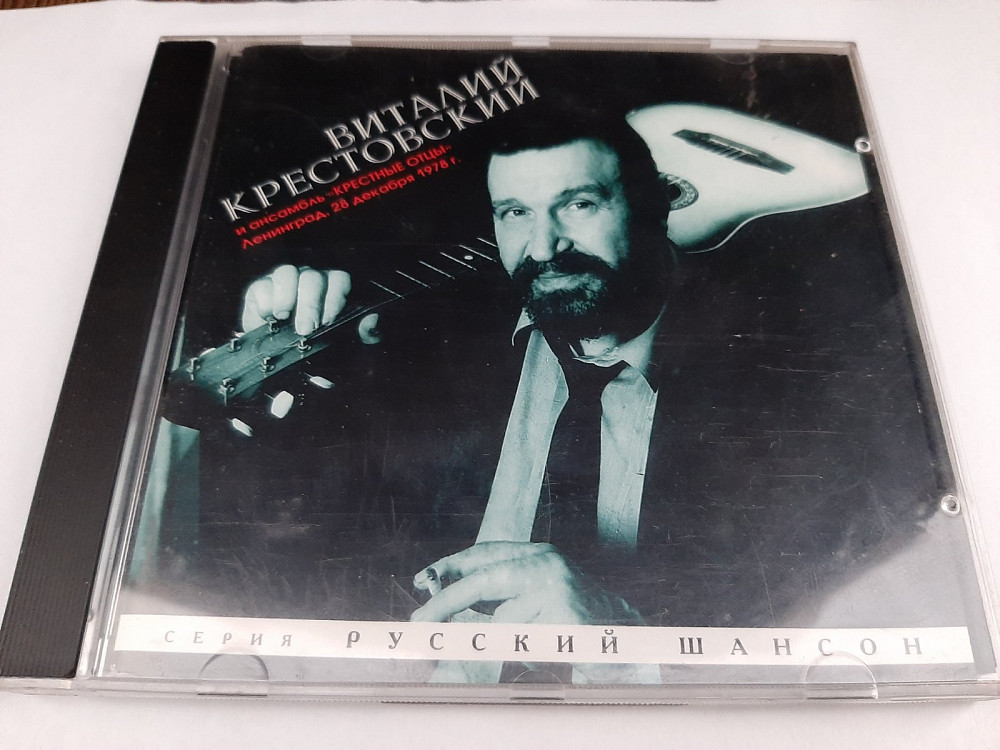 ВИТАЛИЙ
КРЕСТОВСКИЙ
и ансамбль «КРЕСТНЫЕ ОТЦЫ»
Ленинград, 28 декабря 1978 г.
СЕРИЯ РУССКИЙ ШАНСОН